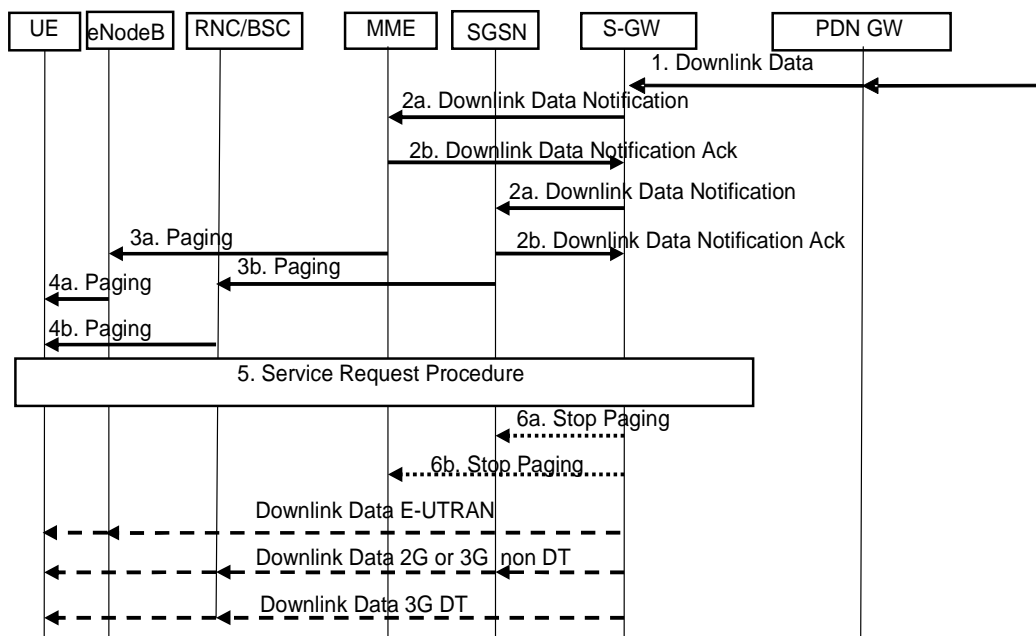 UE
eNodeB
RNC/BSC
MME
SGSN
S-GW
PDN GW
1. Downlink Data
2a. Downlink Data Notification
2b. Downlink Data Notification Ack
2a. Downlink Data Notification
3a. Paging
2b. Downlink Data Notification Ack
3b. Paging
4a. Paging
4b. Paging
5. Service Request Procedure
6a. Stop Paging
6b. Stop Paging
Downlink Data E-UTRAN
Downlink Data 2G or 3G non DT
Downlink Data 3G DT